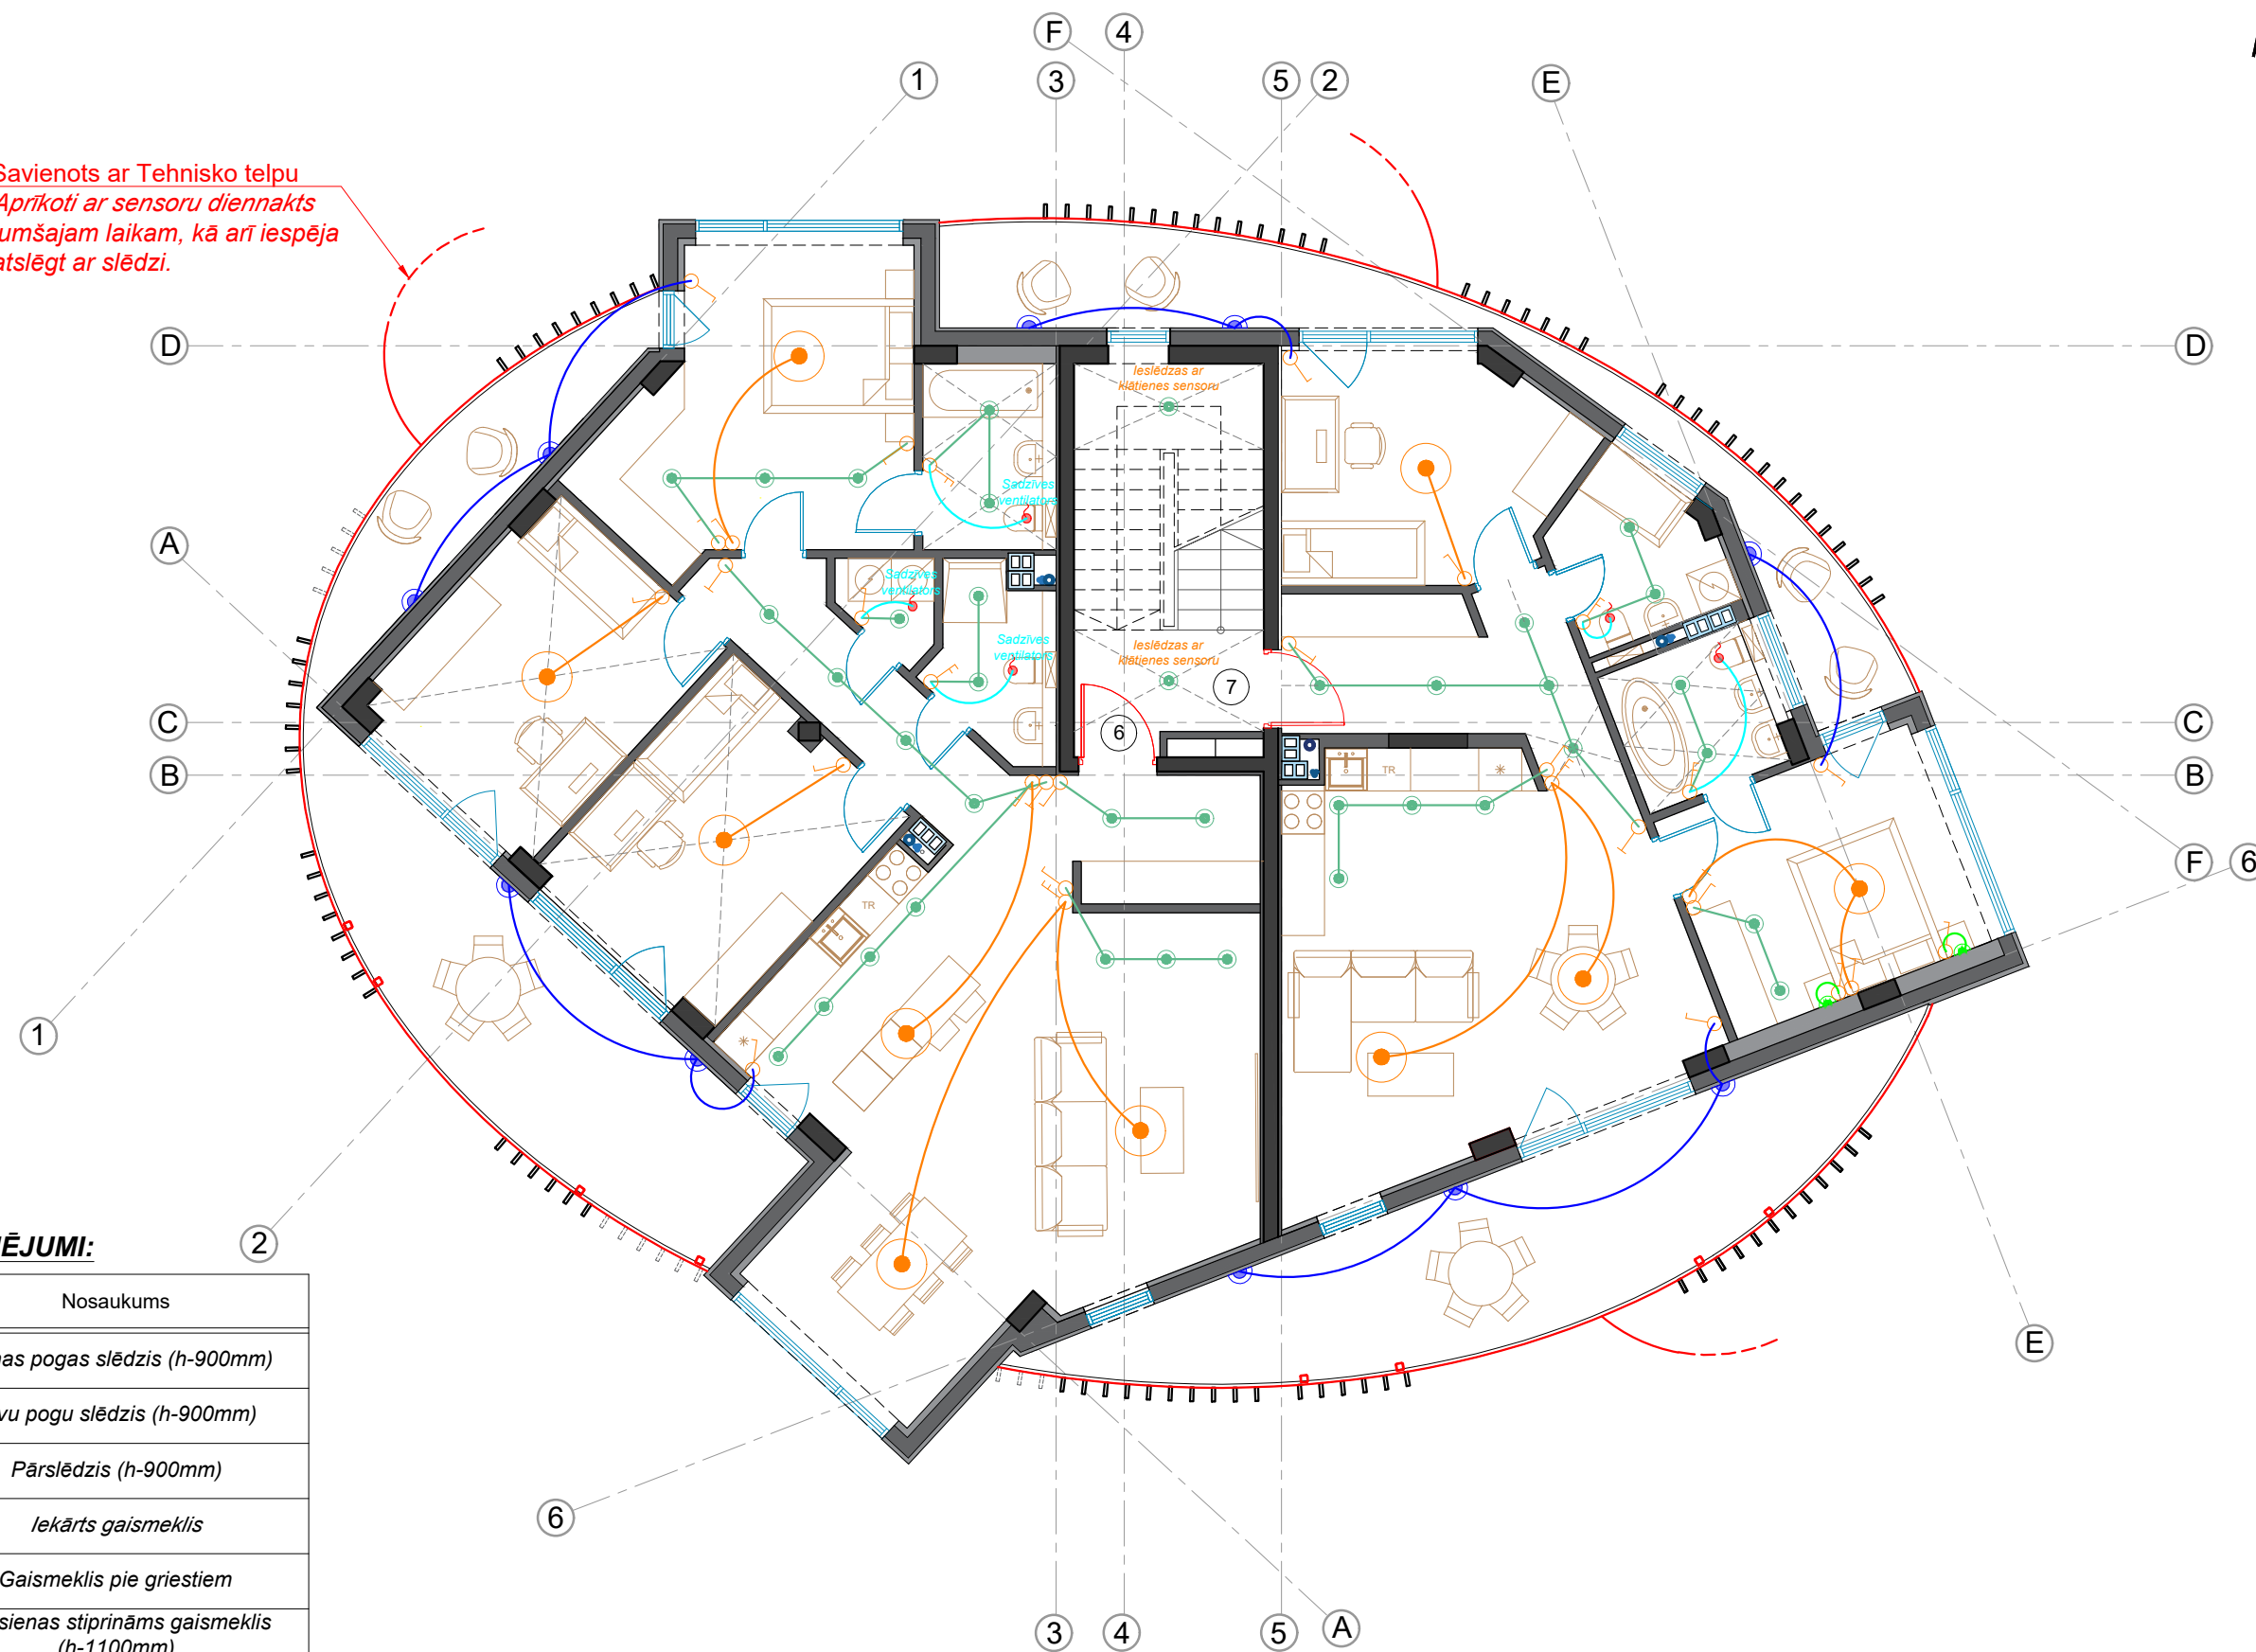 F
4
1
3
5
2
E
Savienots ar Tehnisko telpu
Aprīkoti ar sensoru diennakts
umšajam laikam, kā arī iespēja
atslēgt ar slēdzi.
D
D
Ieslēdzas ar
klātienes sensoru
Sadzīves
ventilators
A
Sadzīves
ventilators
Sadzīves
ventilators
Ieslēdzas ar
klātienes sensoru
7
C
6
C
B
TR
B
F
6
TR
1
2
ĒJUMI:
Nosaukums
nas pogas slēdzis (h-900mm)
vu pogu slēdzis (h-900mm)
Pārslēdzis (h-900mm)
Iekārts gaismeklis
Gaismeklis pie griestiem
sienas stiprināms gaismeklis
(h-1100mm)
E
6
3
4
5
A